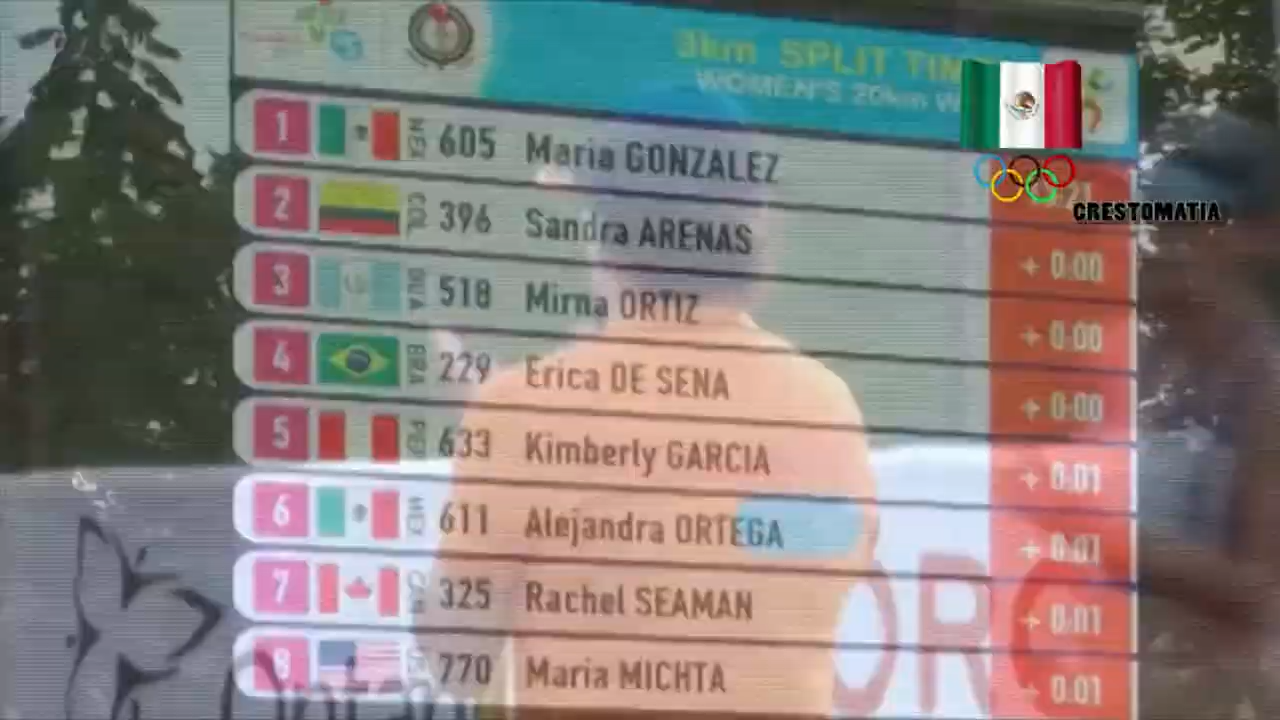 3km SPLIT TIM
WOMEN'S 20km W
1 MEX 605 Maria GONZALEZ
2 COL 396 Sandra ARENAS + 0.00
3 GUA 518 Mirna ORTIZ + 0.00
4 BRA 229 Erica DE SENA + 0.00
5 PER 633 Kimberly GARCIA + 0.01
6 MEX 611 Alejandra ORTEGA + 0.01
7 CAN 325 Rachel SEAMAN + 0.01
8 770 Maria MICHTA + 0.01
CRESTOMATIA